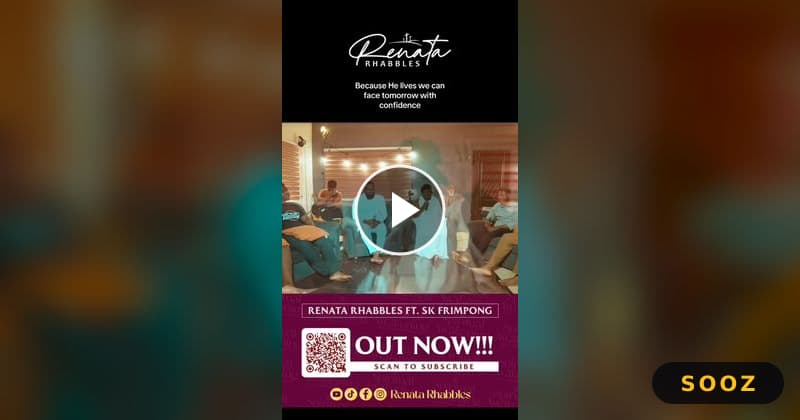 Renata
RHABBLES
Because He lives we can
face tomorrow with
confidence
RENATA RHABBLES FT. SK FRIMPONG
OUT NOW!!!
SCAN TO SUBSCRIBE
Renata Rhabbles
SOOZ